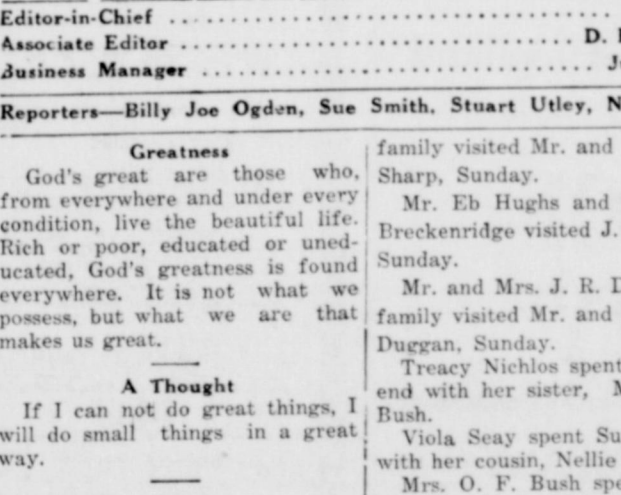 Editor-in-Chief
Associate Editor D.
Business Manager
Reporters—Billy Joe Ogden, Sue Smith. Stuart Utley, N
Greatness
God's great are those who,
from everywhere and under every
condition, live the beautiful life.
Rich or poor, educated or uned-
ucated, God's greatness is found
everywhere. It is not what we
possess, but what we are that
makes us great.
A Thought
If I can not do great things, I
will do small things in a great
way.
family visited Mr. and
Sharp, Sunday.
Mr. Eb Hughs and
Breckenridge visited J.
Sunday.
Mr. and Mrs. J. R.
family visited Mr. and
Duggan, Sunday.
Treacy Nichlos spent
end with her sister,
Bush.
Viola Seay spent Su
with her cousin, Nellie
Mrs. O. F. Bush spe